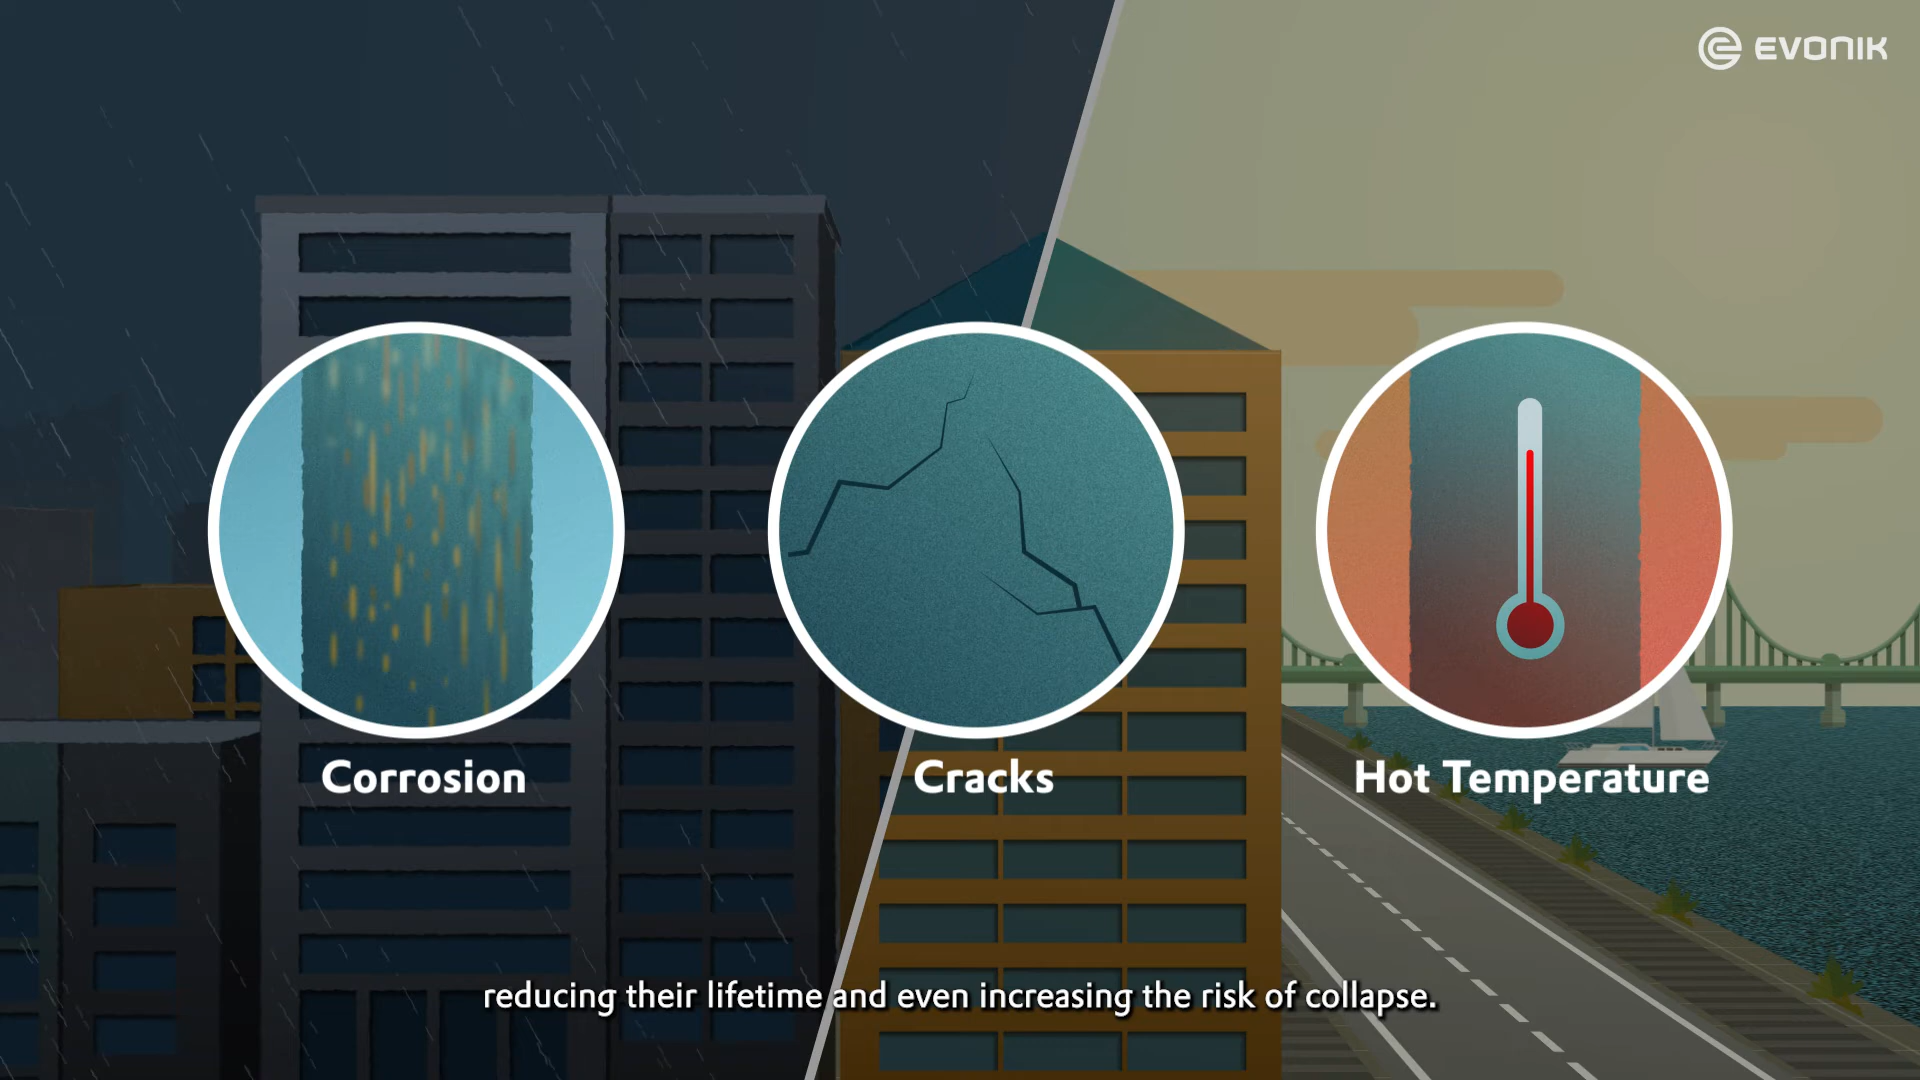 EVONIK
Corrosion
Cracks
Hot Temperature
reducing their lifetime and even increasing the risk of collapse.